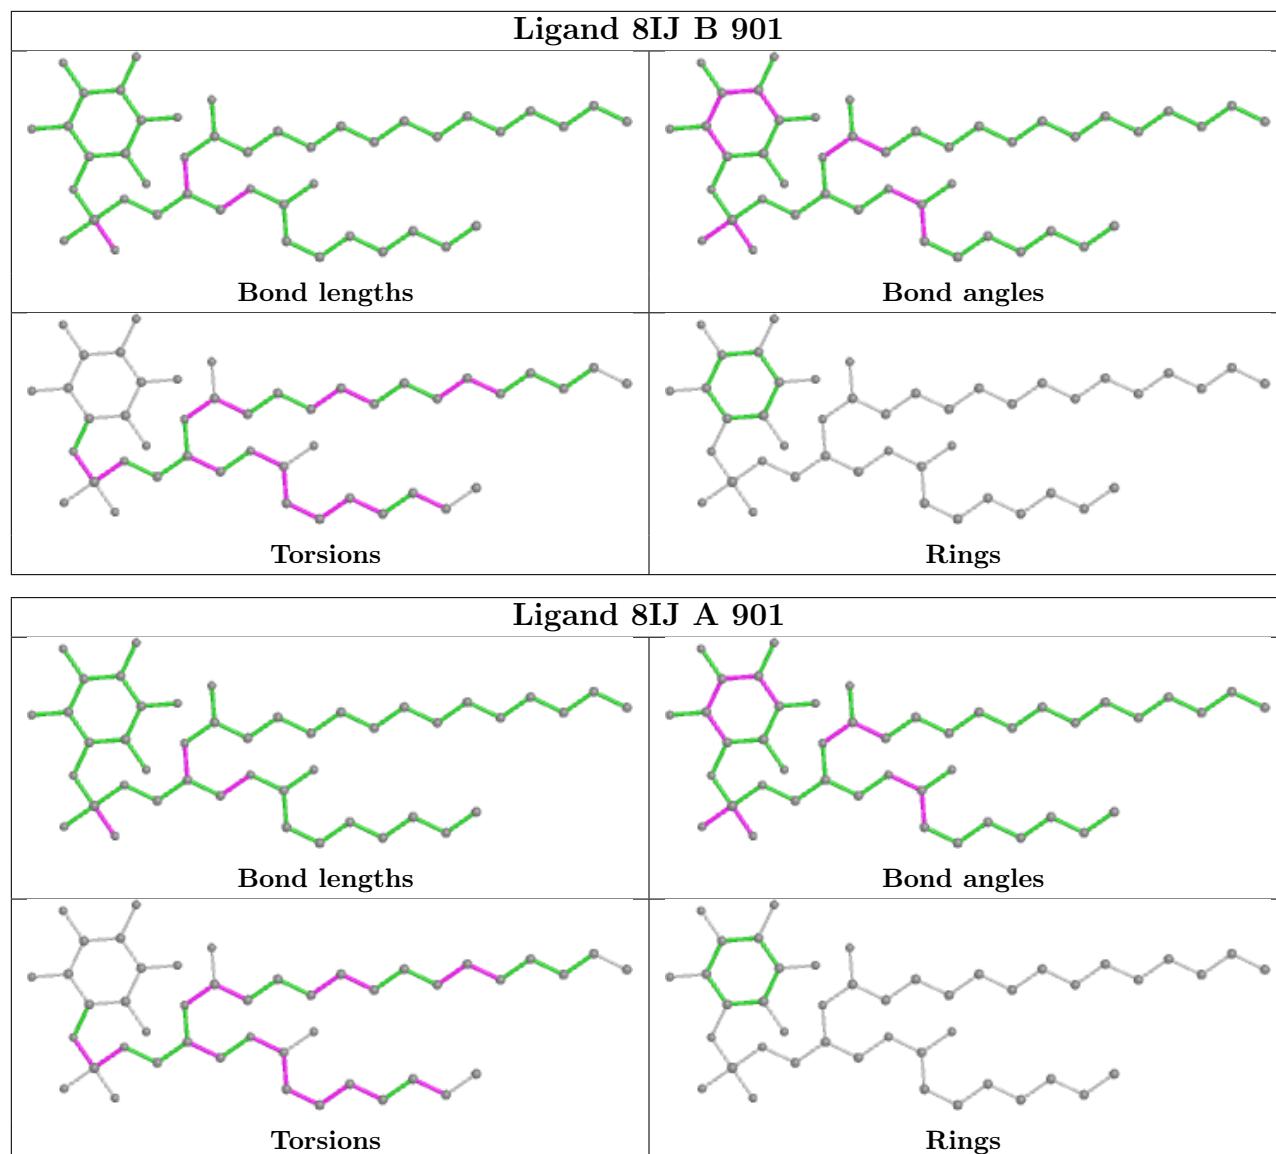 Ligand 8IJ B 901
Bond lengths
Bond angles
Torsions
Rings
Ligand 8IJ A 901
Bond lengths
Bond angles
Torsions
Rings